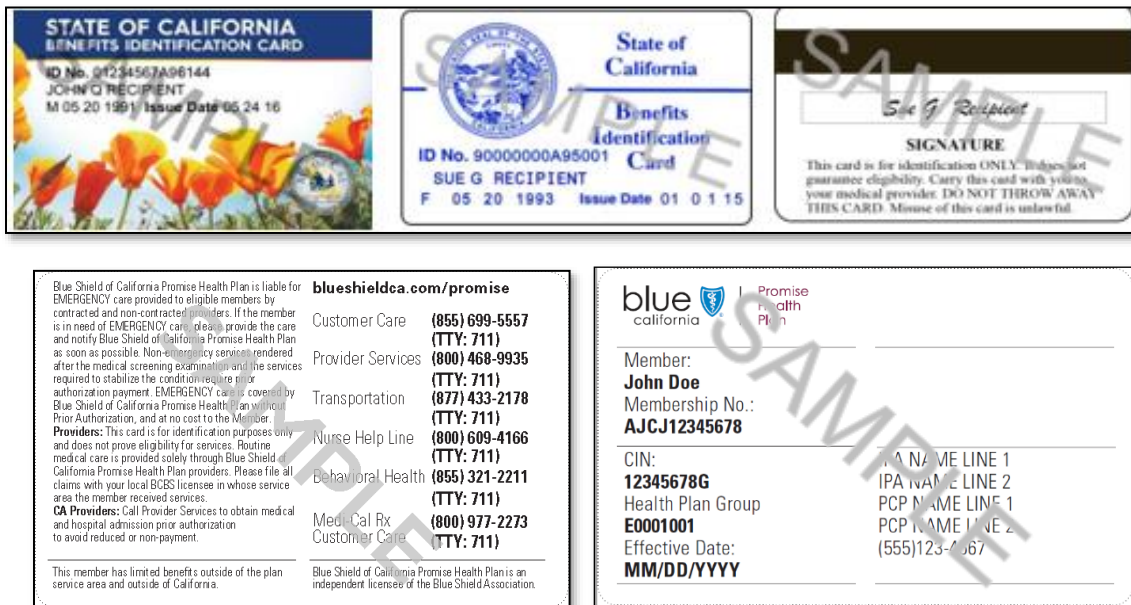 STATE OF CALIFORNIA
BENEFITS IDENTIFICATION CARD
ID No. 01234567A96144
JOHN Q RECIPIENT
M 05 20 1991 Issue Date 05 24 16
SAMPLE
State of
California
Benefits
Identification
Card
ID No. 90000000A95001
SUE G RECIPIENT
F 05 20 1993 Issue Date 01 0 1 15
SAMPLE
Sue G Recipient
SIGNATURE
This card is for identification ONLY. It does not
guarantee eligibility. Carry this card with you to
your medical provider. DO NOT THROW AWAY
THIS CARD. Misuse of this card is unlawful.
SAMPLE
Blue Shield of California Promise Health Plan is liable for
EMERGENCY care provided to eligible members by
contracted and non-contracted providers. If the member
is in need of EMERGENCY care, please provide the care
and notify Blue Shield of California Promise Health Plan
as soon as possible. Non-emergency services rendered
after the medical screening examination and the services
required to stabilize the condition require prior
authorization payment. EMERGENCY care is covered by
Blue Shield of California Promise Health Plan without
Prior Authorization, and at no cost to the Member.
Providers: This card is for identification purposes only
and does not prove eligibility for services. Routine
medical care is provided solely through Blue Shield of
California Promise Health Plan providers. Please file all
claims with your local BCBS licensee in whose service
area the member received services.
CA Providers: Call Provider Services to obtain medical
and hospital admission prior authorization
to avoid reduced or non-payment.
This member has limited benefits outside of the plan
service area and outside of California.
blueshieldca.com/promise
Customer Care (855) 699-5557
(TTY: 711)
Provider Services (800) 468-9935
(TTY: 711)
Transportation (877) 433-2178
(TTY: 711)
Nurse Help Line (800) 609-4166
(TTY: 711)
Behavioral Health (855) 321-2211
(TTY: 711)
Medi-Cal Rx (800) 977-2273
Customer Care (TTY: 711)
Blue Shield of California Promise Health Plan is an
independent licensee of the Blue Shield Association.
SAMPLE
blue
california
Promise
Health
Plan
Member:
John Doe
Membership No.:
AJCJ12345678
CIN:
12345678G
Health Plan Group
E0001001
Effective Date:
MM/DD/YYYY
IPA NAME LINE 1
IPA NAME LINE 2
PCP NAME LINE 1
PCP NAME LINE 2
(555)123-4567
SAMPLE